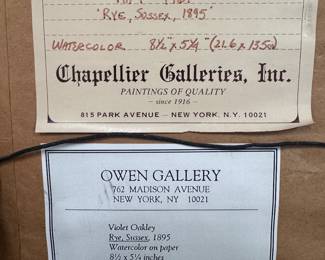 'RYE, SUSSEX, 1895'
WATERCOLOR 8½" x 5¼" (21.6 x 13.5cm)
Chapellier Galleries, Inc.
PAINTINGS OF QUALITY
— since 1916 —
815 PARK AVENUE — NEW YORK, N.Y. 10021
OWEN GALLERY
762 MADISON AVENUE
NEW YORK, NY 10021
Violet Oakley
Rye, Sussex, 1895
Watercolor on paper
8½ x 5¼ inches